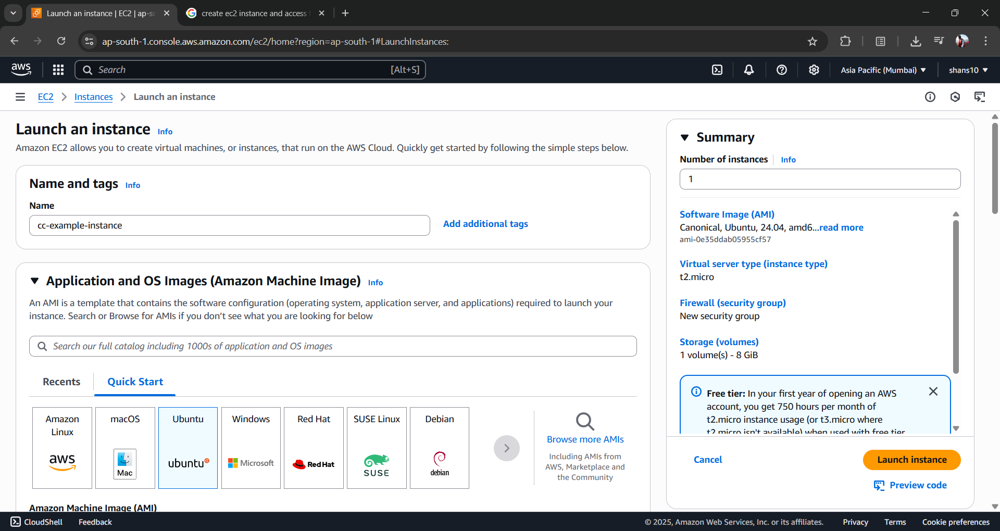 Launch an instance | EC2 | ap-so
create ec2 instance and access
ap-south-1.console.aws.amazon.com/ec2/home?region=ap-south-1#LaunchInstances:
aws
Search
[Alt+S]
Asia Pacific (Mumbai)
shans10
EC2
Instances
Launch an instance
Launch an instance
Info
Amazon EC2 allows you to create virtual machines, or instances, that run on the AWS Cloud. Quickly get started by following the simple steps below.
Name and tags
Info
Name
cc-example-instance
Add additional tags
Application and OS Images (Amazon Machine Image)
Info
An AMI is a template that contains the software configuration (operating system, application server, and applications) required to launch your
instance. Search or Browse for AMIs if you don't see what you are looking for below
Search our full catalog including 1000s of application and OS images
Recents
Quick Start
Amazon
Linux
aws
macOS
Mac
Ubuntu
ubuntu
Windows
Microsoft
Red Hat
Red Hat
SUSE Linux
SUSE
Debian
debian
Browse more AMIs
Including AMIs from
AWS, Marketplace and
the Community
Amazon Machine Image (AMI)
Summary
Number of instances
Info
1
Software Image (AMI)
Canonical, Ubuntu, 24.04, amd6...read more
ami-0e35ddab05955cf57
Virtual server type (instance type)
t2.micro
Firewall (security group)
New security group
Storage (volumes)
1 volume(s) - 8 GiB
Free tier: In your first year of opening an AWS
account, you get 750 hours per month of
t2.micro instance usage (or t3.micro where
t2.micro isn't available) when used with free tier
Cancel
Launch instance
Preview code
CloudShell
Feedback
© 2025, Amazon Web Services, Inc. or its affiliates.
Privacy
Terms
Cookie preferences